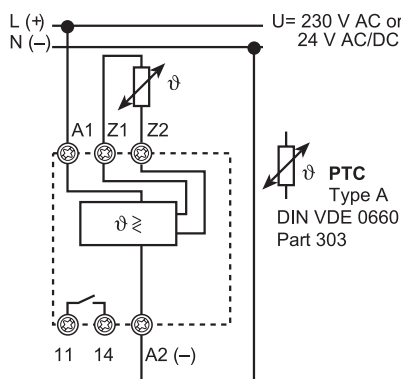 L (+)
N (–)
U= 230 V AC or
24 V AC/DC
ϑ
A1 Z1 Z2
ϑ PTC
Type A
DIN VDE 0660
Part 303
ϑ ≷
11 14 A2 (–)